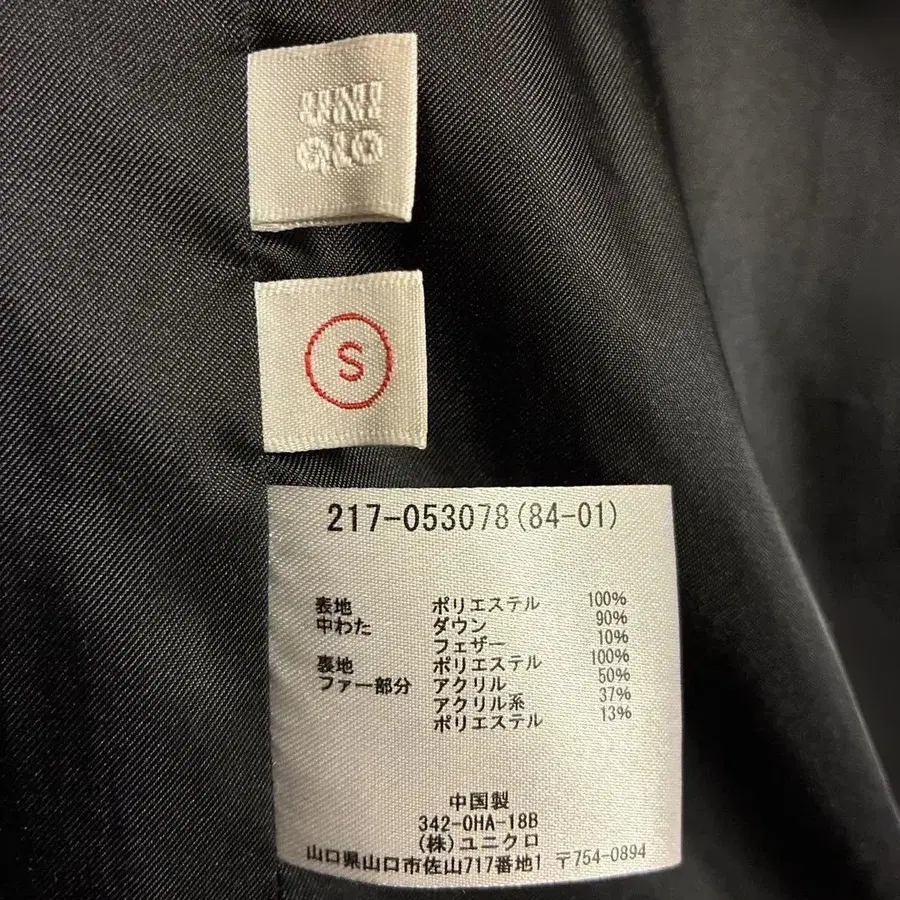 UNI
QLO
S
217-053078(84-01)
表地 ポリエステル 100%
中わた ダウン 90%
フェザー 10%
裏地 ポリエステル 100%
ファー部分 アクリル 50%
アクリル系 37%
ポリエステル 13%
中国製
342-0HA-18B
(株)ユニクロ
山口県山口市佐山717番地1 〒754-0894